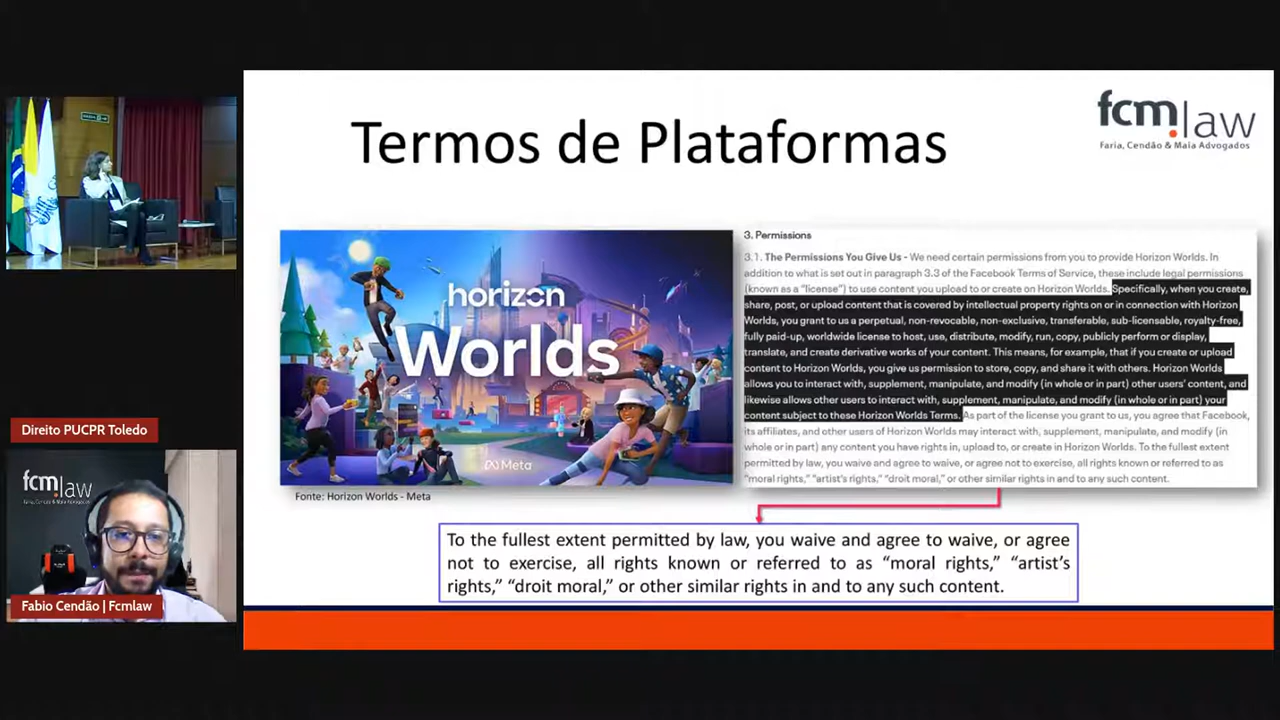 Termos de Plataformas
fcm.law
Faria, Cendão & Maia Advogados
horizon
Worlds
Meta
Fonte: Horizon Worlds - Meta
3. Permissions
3.1. The Permissions You Give Us - We need certain permissions from you to provide Horizon Worlds. In
addition to what is set out in paragraph 3.3 of the Facebook Terms of Service, these include legal permissions
(known as a “license”) to use content you upload to or create on Horizon Worlds. Specifically, when you create,
share, post, or upload content that is covered by intellectual property rights on or in connection with Horizon
Worlds, you grant to us a perpetual, non-revocable, non-exclusive, transferable, sub-licensable, royalty-free,
fully paid-up, worldwide license to host, use, distribute, modify, run, copy, publicly perform or display,
translate, and create derivative works of your content. This means, for example, that if you create or upload
content to Horizon Worlds, you give us permission to store, copy, and share it with others. Horizon Worlds
allows you to interact with, supplement, manipulate, and modify (in whole or in part) other users’ content, and
likewise allows other users to interact with, supplement, manipulate, and modify (in whole or in part) your
content subject to these Horizon Worlds Terms. As part of the license you grant to us, you agree that Facebook,
its affiliates, and other users of Horizon Worlds may interact with, supplement, manipulate, and modify (in
whole or in part) any content you have rights in, upload to, or create in Horizon Worlds. To the fullest extent
permitted by law, you waive and agree to waive, or agree not to exercise, all rights known or referred to as
“moral rights,” “artist’s rights,” “droit moral,” or other similar rights in and to any such content.
To the fullest extent permitted by law, you waive and agree to waive, or agree
not to exercise, all rights known or referred to as “moral rights,” “artist’s
rights,” “droit moral,” or other similar rights in and to any such content.
Direito PUCPR Toledo
fcm.law
Faria, Cendão & Maia Advogados
Fabio Cendão | Fcmlaw